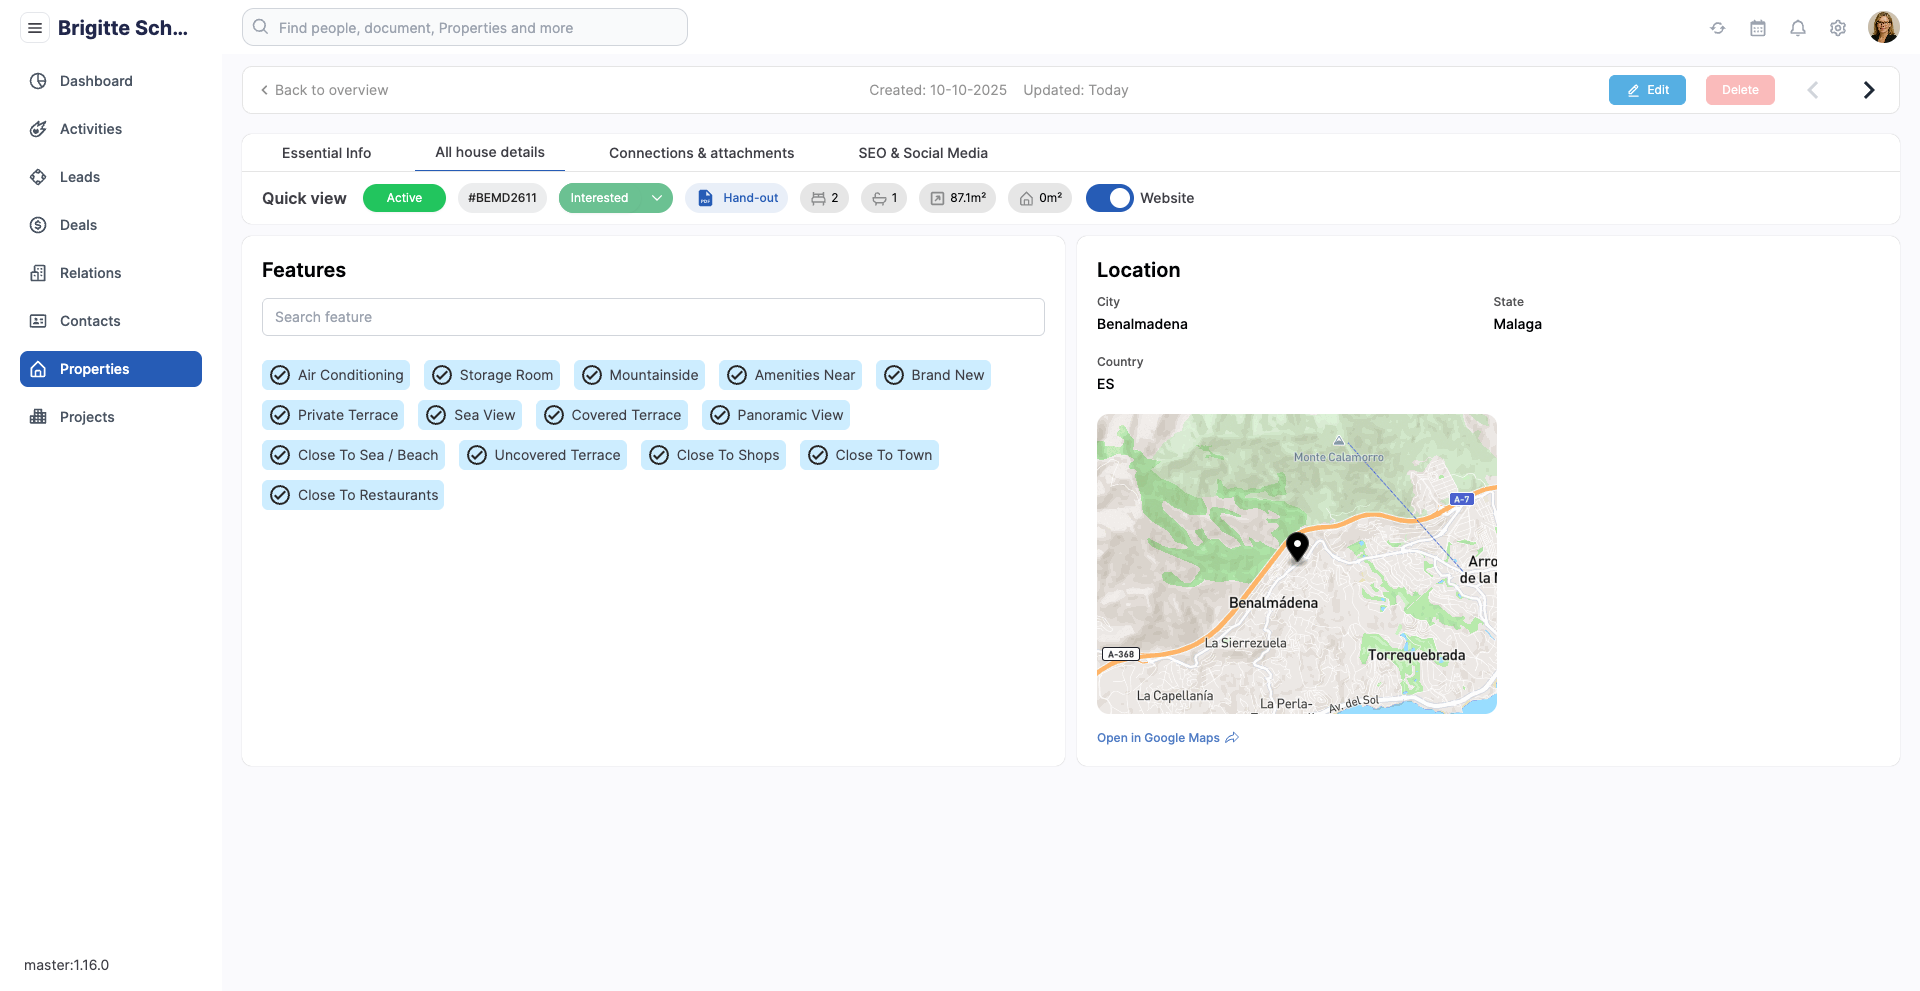 Brigitte Sch...
Find people, document, Properties and more
Dashboard
Activities
Leads
Deals
Relations
Contacts
Properties
Projects
master:1.16.0
Back to overview
Created: 10-10-2025 Updated: Today
Edit
Delete
Essential Info
All house details
Connections & attachments
SEO & Social Media
Quick view
Active
#BEMD2611
Interested
Hand-out
2
1
87.1m²
0m²
Website
Features
Search feature
Air Conditioning
Storage Room
Mountainside
Amenities Near
Brand New
Private Terrace
Sea View
Covered Terrace
Panoramic View
Close To Sea / Beach
Uncovered Terrace
Close To Shops
Close To Town
Close To Restaurants
Location
City
Benalmadena
State
Malaga
Country
ES
Monte Calamorro
A-7
Arro
de la
Benalmádena
La Sierrezuela
A-368
Torrequebrada
La Capellanía
La Perla-
Av. del Sol
Open in Google Maps